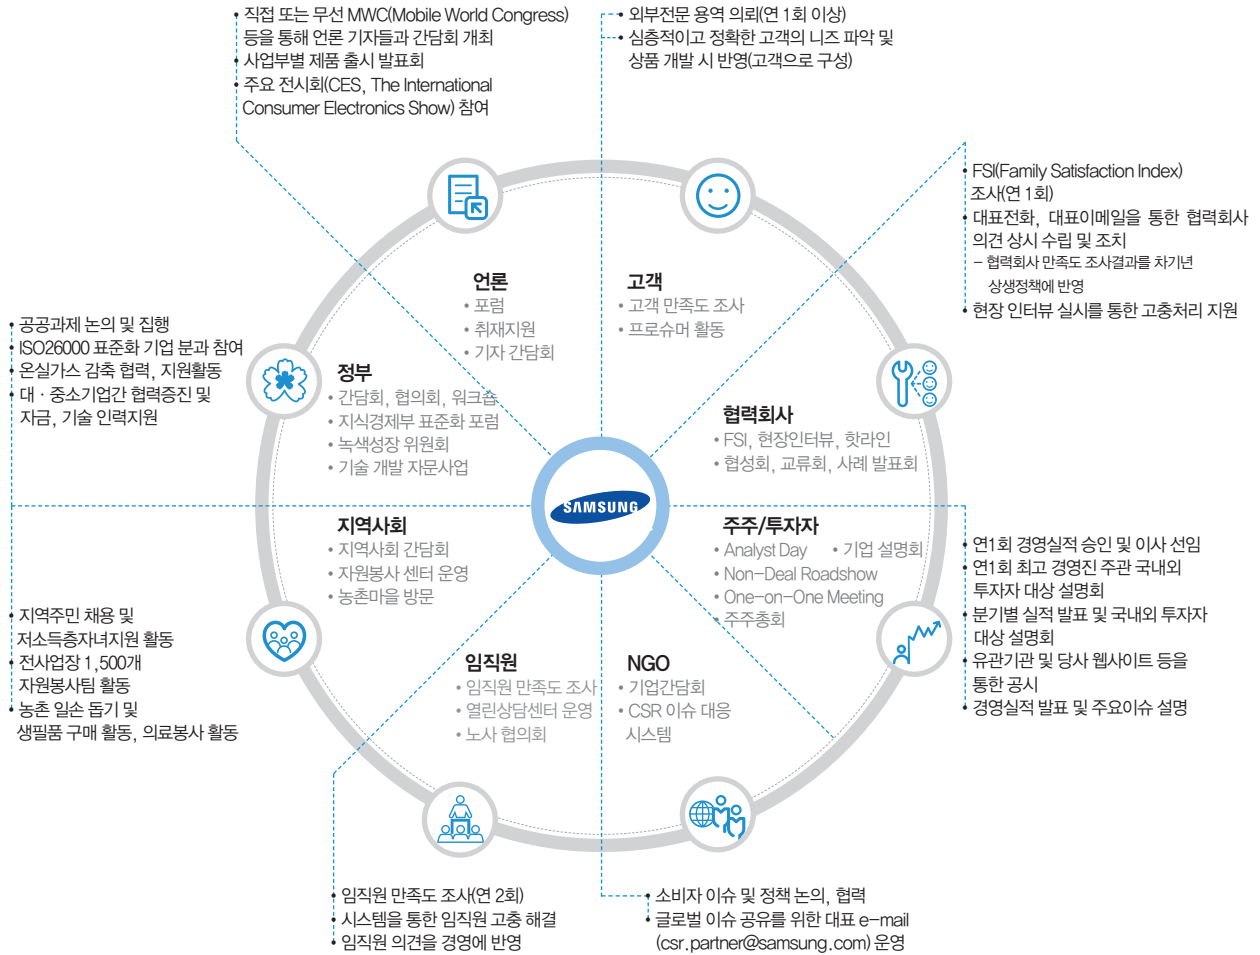 • 직접 또는 무선 MWC(Mobile World Congress)
등을 통해 언론 기자들과 간담회 개최
• 사업부별 제품 출시 발표회
• 주요 전시회(CES, The International
Consumer Electronics Show) 참여
• 외부전문 용역 의뢰(연 1회 이상)
• 심층적이고 정확한 고객의 니즈 파악 및
상품 개발 시 반영(고객으로 구성)
• FSI(Family Satisfaction Index)
조사(연 1회)
• 대표전화, 대표이메일을 통한 협력회사
의견 상시 수립 및 조치
- 협력회사 만족도 조사결과를 차기년
상생정책에 반영
• 현장 인터뷰 실시를 통한 고충처리 지원
언론
• 포럼
• 취재지원
• 기자 간담회
고객
• 고객 만족도 조사
• 프로슈머 활동
• 공공과제 논의 및 집행
• ISO26000 표준화 기업 분과 참여
• 온실가스 감축 협력, 지원활동
• 대 · 중소기업간 협력증진 및
자금, 기술 인력지원
정부
• 간담회, 협의회, 워크숍
• 지식경제부 표준화 포럼
• 녹색성장 위원회
• 기술 개발 자문사업
협력회사
• FSI, 현장인터뷰, 핫라인
• 협성회, 교류회, 사례 발표회
SAMSUNG
지역사회
• 지역사회 간담회
• 자원봉사 센터 운영
• 농촌마을 방문
주주/투자자
• Analyst Day • 기업 설명회
• Non-Deal Roadshow
• One-on-One Meeting
• 주주총회
• 연1회 경영실적 승인 및 이사 선임
• 연1회 최고 경영진 주관 국내외
투자자 대상 설명회
• 분기별 실적 발표 및 국내외 투자자
대상 설명회
• 유관기관 및 당사 웹사이트 등을
통한 공시
• 경영실적 발표 및 주요이슈 설명
• 지역주민 채용 및
저소득층자녀지원 활동
• 전사업장 1,500개
자원봉사팀 활동
• 농촌 일손 돕기 및
생필품 구매 활동, 의료봉사 활동
임직원
• 임직원 만족도 조사
• 열린상담센터 운영
• 노사 협의회
NGO
• 기업간담회
• CSR 이슈 대응
시스템
• 임직원 만족도 조사(연 2회)
• 시스템을 통한 임직원 고충 해결
• 임직원 의견을 경영에 반영
• 소비자 이슈 및 정책 논의, 협력
• 글로벌 이슈 공유를 위한 대표 e-mail
(csr.partner@samsung.com) 운영